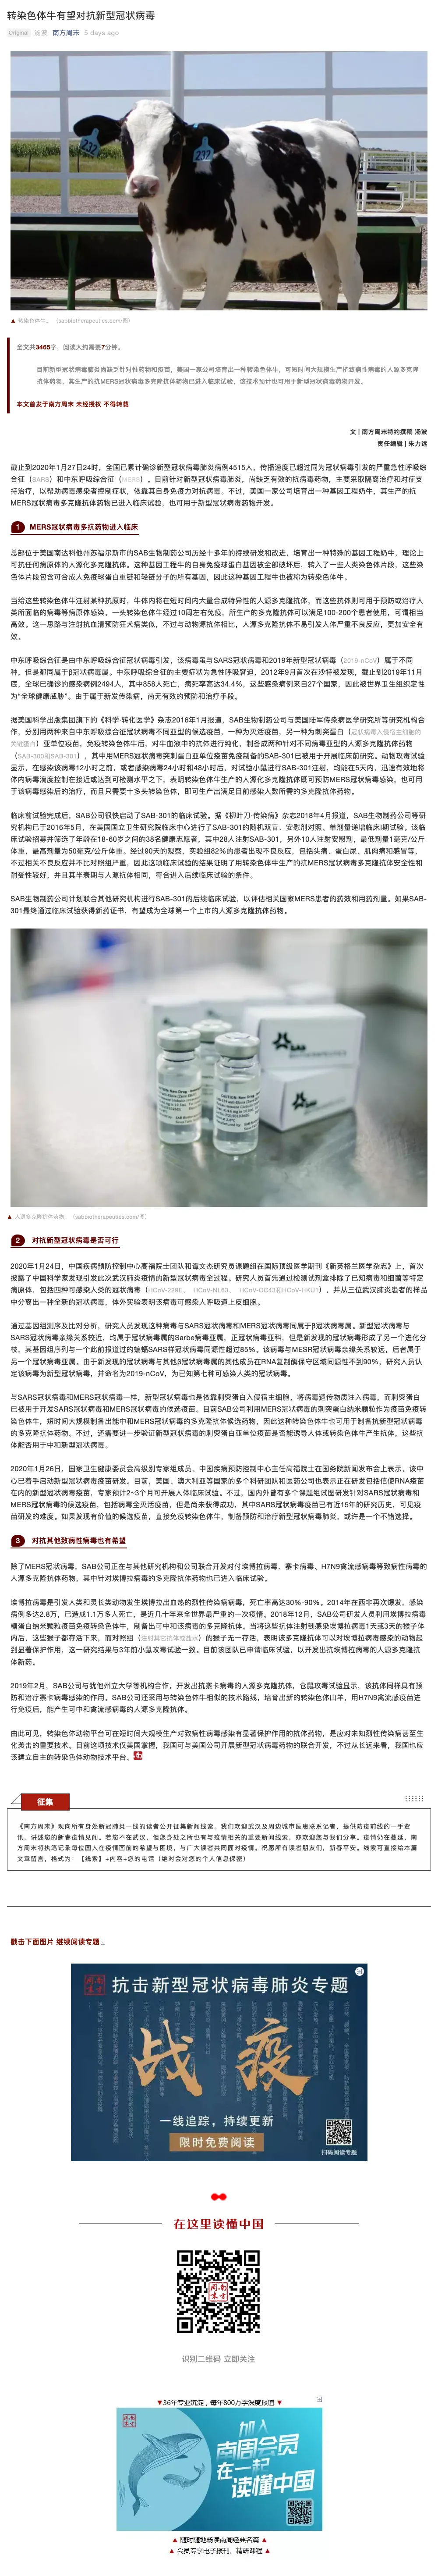 转染色体牛有望对抗新型冠状病毒
Original 汤波 南方周末 5 days ago
232
232
▲ 转染色体牛。 （sabbiotherapeutics.com/图）
全文共3465字，阅读大约需要7分钟。
目前新型冠状病毒肺炎尚缺乏针对性药物和疫苗，美国一家公司培育出一种转染色体牛，可短时间大规模生产抗致病性病毒的人源多克隆
抗体药物，其生产的抗MERS冠状病毒多克隆抗体药物已进入临床试验，该技术预计也可用于新型冠状病毒药物开发。
本文首发于南方周末 未经授权 不得转载
文 | 南方周末特约撰稿 汤波
责任编辑 | 朱力远
截止到2020年1月27日24时，全国已累计确诊新型冠状病毒肺炎病例4515人，传播速度已超过同为冠状病毒引发的严重急性呼吸综
合征（SARS）和中东呼吸综合征（MERS）。目前针对新型冠状病毒肺炎，尚缺乏有效的抗病毒药物，主要采取隔离治疗和对症支
持治疗，以帮助病毒感染者控制症状，依靠其自身免疫力对抗病毒。不过，美国一家公司培育出一种基因工程奶牛，其生产的抗
MERS冠状病毒多克隆抗体药物已进入临床试验，也可用于新型冠状病毒药物开发。
1 MERS冠状病毒多抗药物进入临床
总部位于美国南达科他州苏福尔斯市的SAB生物制药公司历经十多年的持续研发和改进，培育出一种特殊的基因工程奶牛，理论上
可抗任何病原体的人源化多克隆抗体。这种基因工程牛的自身免疫球蛋白基因被全部破坏后，转入了一些人类染色体片段，这些染
色体片段包含可合成人免疫球蛋白重链和轻链分子的所有基因，因此这种基因工程牛也被称为转染色体牛。
当给这些转染色体牛注射某种抗原时，牛体内将在短时间内大量合成特异性的人源多克隆抗体，而这些抗体则可用于预防或治疗人
类所面临的病毒等病原体感染。一头转染色体牛经过10周左右免疫，所生产的多克隆抗体可以满足100-200个患者使用，可谓相当
高效。这一思路与注射抗血清预防狂犬病类似，不过与动物源抗体相比，人源多克隆抗体不易引发人体严重不良反应，更加安全有
效。
中东呼吸综合征是由中东呼吸综合征冠状病毒引发。该病毒虽与SARS冠状病毒和2019年新型冠状病毒（2019-nCoV）属于不同
种，但是都同属于β冠状病毒属。中东呼吸综合征的主要症状为急性呼吸窘迫，2012年9月首次在沙特被发现，截止到2019年11月
底，全球已确诊的感染病例2494人，其中858人死亡，病死率高达34.4%，这些感染病例来自27个国家，因此被世界卫生组织定性
为“全球健康威胁”。由于属于新发传染病，尚无有效的预防和治疗手段。
据美国科学出版集团旗下的《科学·转化医学》杂志2016年1月报道，SAB生物制药公司与美国陆军传染病医学研究所等研究机构合
作，分别用两种来自中东呼吸综合征冠状病毒不同亚型的候选疫苗，一种为灭活疫苗，另一种为刺突蛋白（冠状病毒入侵宿主细胞的
关键蛋白）亚单位疫苗，免疫转染色体牛后，对牛血液中的抗体进行纯化，制备成两种针对不同病毒亚型的人源多克隆抗体药物
（SAB-300和SAB-301），其中用MERS冠状病毒突刺蛋白亚单位疫苗免疫制备的SAB-301已被用于开展临前研究。动物攻毒试验
显示，在感染该病毒12小时之前，或者感染病毒24小时和48小时后，对试验小鼠进行SAB-301注射，均能在5天内，迅速有效地将
体内病毒滴度控制在接近或达到可检测水平之下，表明转染色体牛生产的人源化多克隆抗体既可预防MERS冠状病毒感染，也可用
于该病毒感染后的治疗，而且只需要十多头转染色体牛，即可生产出满足目前感染人数所需的多克隆抗体药物。
临床前试验完成后，SAB公司很快启动了SAB-301的临床试验。据《柳叶刀·传染病》杂志2018年4月报道，SAB生物制药公司等研
究机构已于2016年5月，在美国国立卫生研究院临床中心进行了SAB-301的随机双盲、安慰剂对照、单剂量递增临床I期试验。该临
床试验招募并筛选了年龄在18-60岁之间的38名健康志愿者，其中28人注射SAB-301，另外10人注射安慰剂，最低剂量1毫克/公斤
体重，最高剂量为50毫克/公斤体重。经过90天的观察，实验组82%的患者出现不良反应，包括头痛、蛋白尿、肌肉痛和感冒等，
不过相关不良反应并不比对照组严重，因此这项临床试验的结果证明了用转染色体牛生产的抗MERS冠状病毒多克隆抗体安全性和
耐受性较好，并且其半衰期与人源抗体相同，符合进入后续临床试验的条件。
SAB生物制药公司计划联合其他研究机构进行SAB-301的后续临床试验，以评估相关国家MERS患者的药效和用药剂量。如果SAB-
301最终通过临床试验获得新药证书，有望成为全球第一个上市的人源多克隆抗体药物。
▲ 人源多克隆抗体药物。（sabbiotherapeutics.com/图）
2 对抗新型冠状病毒是否可行
2020年1月24日，中国疾病预防控制中心高福院士团队和谭文杰研究员课题组在国际顶级医学期刊《新英格兰医学杂志》上，首次
披露了中国科学家发现引发此次武汉肺炎疫情的新型冠状病毒全过程。研究人员首先通过检测试剂盒排除了已知病毒和细菌等特定
病原体，包括四种可感染人类的冠状病毒（HCoV-229E、 HCoV-NL63、 HCoV-OC43和HCoV-HKU1），并从三位武汉肺炎患者的样品
中分离出一种全新的冠状病毒，体外实验表明该病毒可感染人呼吸道上皮细胞。
通过基因组测序及比对分析，研究人员发现这种病毒与SARS冠状病毒和MERS冠状病毒同属于β冠状病毒属。新型冠状病毒与
SARS冠状病毒亲缘关系较近，均属于冠状病毒属的Sarbe病毒亚属，正冠状病毒亚科，但是新发现的冠状病毒形成了另一个进化分
枝，其基因组序列与一个此前报道过的蝙蝠SARS样冠状病毒同源性超过85%。该病毒与MESR冠状病毒亲缘关系较远，后者属于
另一个冠状病毒亚属。由于新发现的冠状病毒与其他β冠状病毒属的其他成员在RNA复制酶保守区域同源性不到90%，研究人员认
定该病毒为新型冠状病毒，并命名为2019-nCoV，为已知第七种可感染人类的冠状病毒。
与SARS冠状病毒和MERS冠状病毒一样，新型冠状病毒也是依靠刺突蛋白入侵宿主细胞，将病毒遗传物质注入病毒，而刺突蛋白
已被用于开发SARS冠状病毒和MERS冠状病毒的候选疫苗。目前SAB公司利用MERS冠状病毒的刺突蛋白纳米颗粒作为疫苗免疫转
染色体牛，短时间大规模制备出能中和MERS冠状病毒的多克隆抗体候选药物，因此这种转染色体牛也可用于制备抗新型冠状病毒
的多克隆抗体药物。不过，还需要进一步验证新型病毒的刺突蛋白亚单位疫苗是否能诱导人体或转染色体牛产生抗体，这些抗
体能否用于中和新型冠状病毒。
2020年1月26日，国家卫生健康委员会高级别专家组成员、中国疾病预防控制中心主任高福院士在国务院新闻发布会上表示，该中
心已着手启动新型冠状病毒疫苗研发。目前，美国、澳大利亚等国家的多个科研团队和医药公司也表示正在研发包括信使RNA疫苗
在内的新型冠状病毒疫苗，专家预计2~3个月可开展人体临床试验。不过，国内外曾有多个课题组试图研发针对SARS冠状病毒和
MERS冠状病毒的候选疫苗，包括病毒全灭活疫苗，但是尚未获得成功，其中SARS冠状病毒疫苗已有近15年的研究历史，可见疫
苗研发的难度。如果发现有价值的候选疫苗，直接免疫转染色体牛，制备预防和治疗新型冠状病毒肺炎，或许是一个不错选择。
3 对抗其他致病性病毒也有希望
除了MERS冠状病毒，SAB公司正在与其他研究机构和公司联合开发对付埃博拉病毒、寨卡病毒、H7N9禽流感病毒等致病性病毒的
人源多克隆抗体药物，其中针对埃博拉病毒的多克隆抗体药物也已进入临床试验。
埃博拉病毒是引发人类和灵长类动物发生埃博拉出血热的烈性传染病病毒，死亡率高达30%-90%。2014年在西非再次爆发，感染
病例多达2.8万，已造成1.1万多人死亡，是近几十年来全世界最严重的一次疫情。2018年12月，SAB公司研发人员利用埃博拉病毒
糖蛋白纳米颗粒疫苗免疫转染色体牛，制备出可中和该病毒的多克隆抗体。当将这些抗体注射到感染埃博拉病毒1天或3天的猴子体
内后，这些猴子都存活下来，而对照组（注射其它抗体或血水）的猴子无一存活，表明该多克隆抗体可以对埃博拉病毒感染的动物起
到显著保护作用，这一研究结果与3年前小鼠攻毒试验一致。目前该团队已申请临床试验，以开发出抗埃博拉病毒的人源多克隆抗
体新药。
2019年2月，SAB公司与犹他州立大学等机构合作，开发出抗寨卡病毒的人源多克隆抗体，仓鼠攻毒试验显示，该抗体同样具有预
防和治疗寨卡病毒感染的作用。SAB公司还采用与转染色体牛相似的技术路线，培育出新的转染色体山羊，用H7N9禽流感疫苗进
行免疫后，能产生可中和禽流感病毒的人源多克隆抗体。
由此可见，转染色体动物平台可在短时间大规模生产对致病性病毒感染有显著保护作用的抗体药物，是应对未知烈性传染病甚至生
化袭击的重要技术。目前这项技术仅美国掌握，我国可与美国公司开展新型冠状病毒药物的联合开发，不过从长远来看，我国也应
该建立自主的转染色体动物技术平台。
征集
《南方周末》现向所有身处新冠肺炎一线的读者公开征集新闻线索。我们欢迎武汉及周边城市医患联系记者，提供防疫前线的一手资
讯，讲述您的新春疫情见闻。若您不在武汉，但您身处之所也有与疫情相关的重要新闻线索，亦欢迎您与我们分享。疫情仍在蔓延，南
方周末将执笔记录每位国人在疫情面前的希望与困境，与广大读者共同面对疫情。祝愿所有读者朋友们，新春平安。线索可直接给本篇
文章留言，格式为：【线索】+内容+您的电话（绝对会对您的个人信息保密）
戳击下面图片 继续阅读专题
抗击新型冠状病毒肺炎专题
战疫
一线追踪，持续更新
限时免费阅读
扫码阅读专题
在这里读懂中国
识别二维码 立即关注
▼36年专业沉淀，每年800万字深度报道▼
加入
南周会员
在一起
读懂中国
▲ 随时随地畅读南周经典名篇 ▲
▲ 会员专享电子报刊、精研课程 ▲